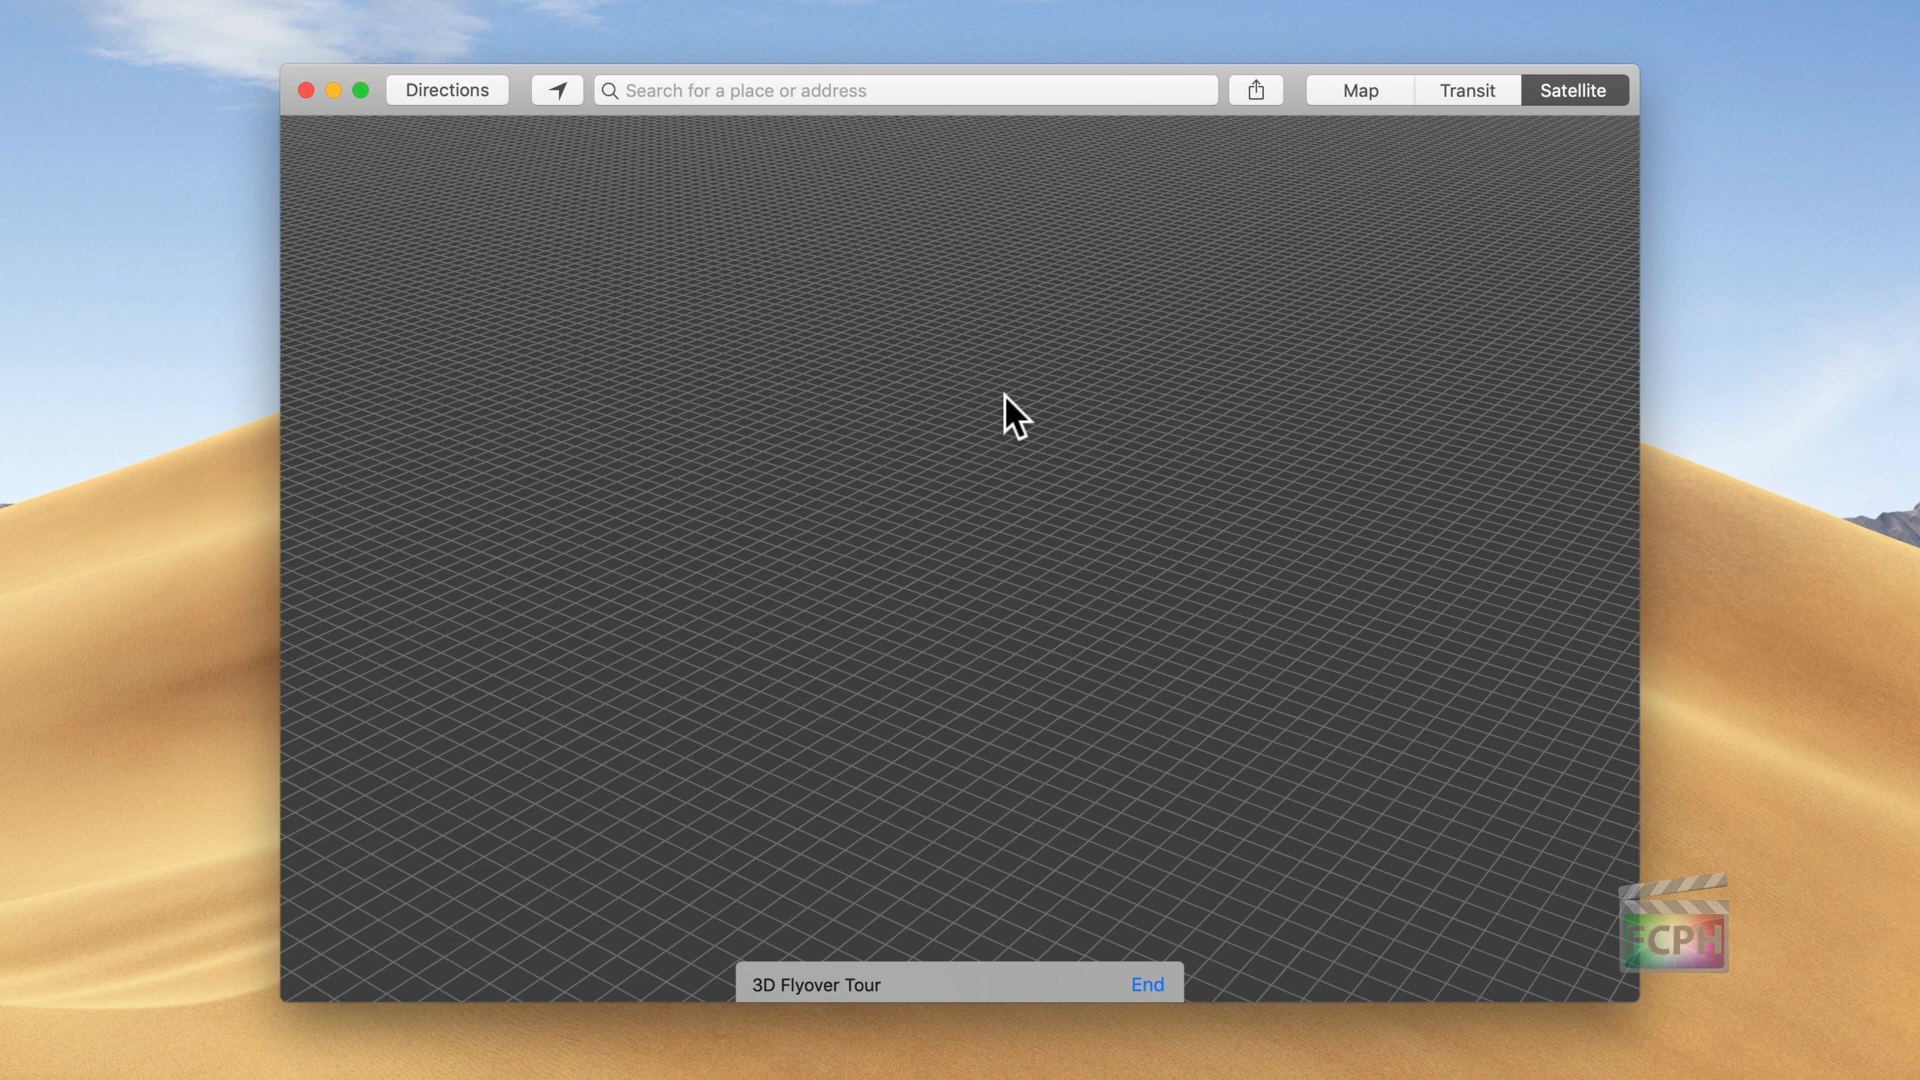 Directions
Search for a place or address
Map
Transit
Satellite
3D Flyover Tour
End
FCPH